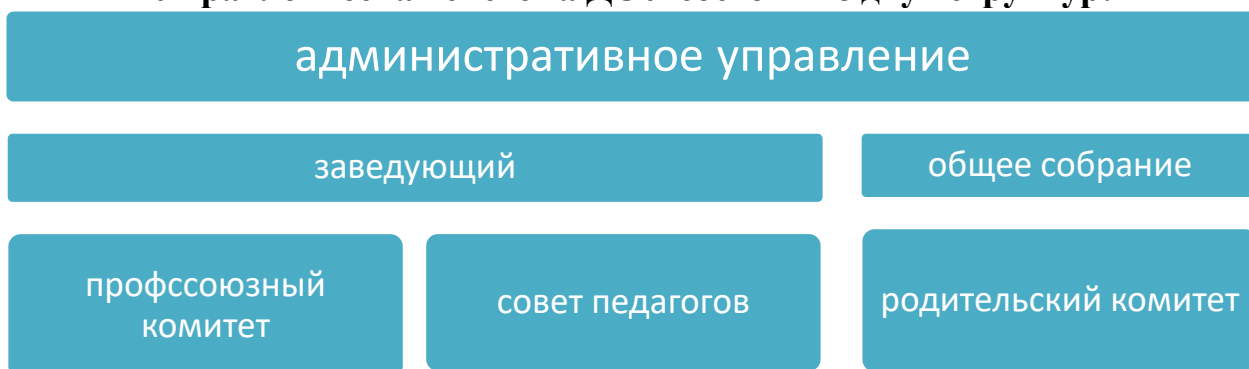 административное управление
заведующий
общее собрание
профссоюзный
комитет
совет педагогов
родительский комитет